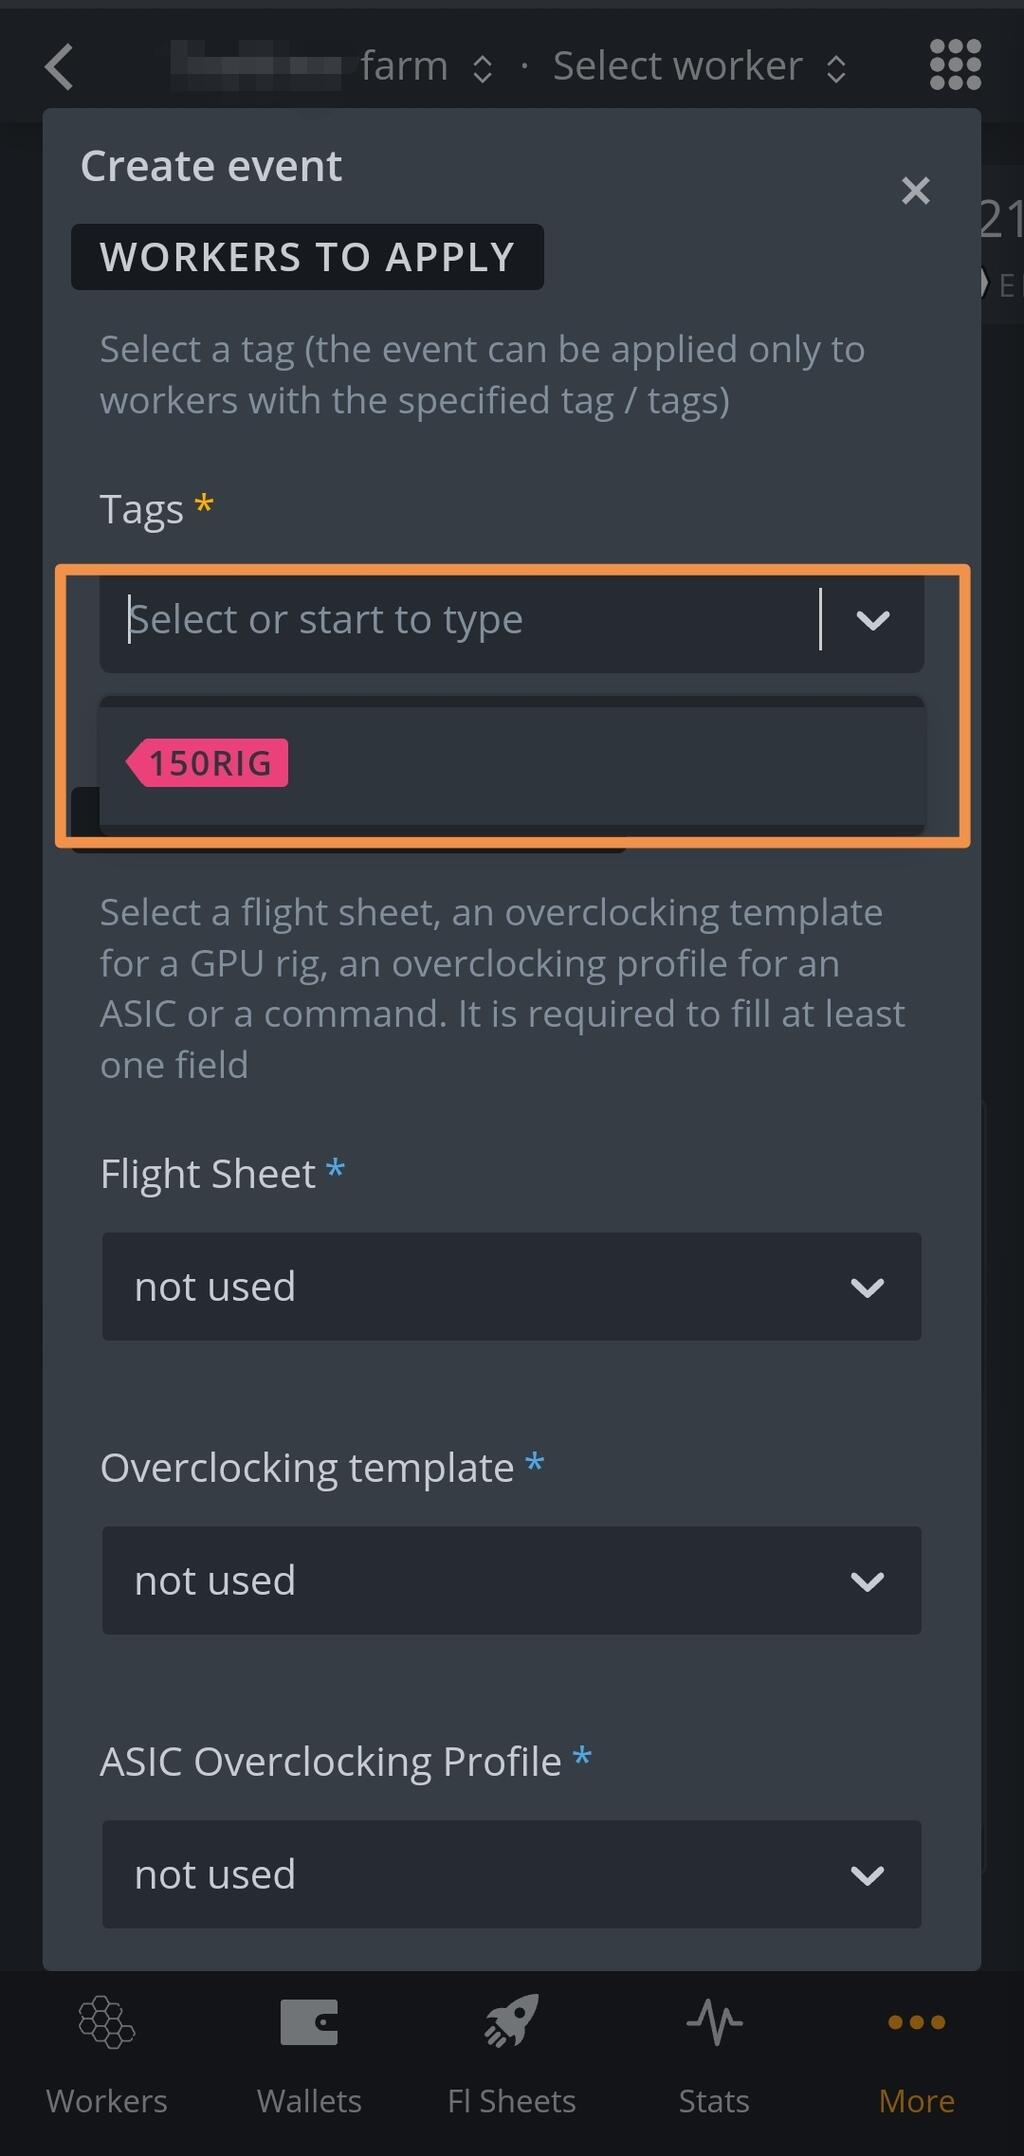 farm · Select worker
Create event
21
WORKERS TO APPLY
Select a tag (the event can be applied only to
workers with the specified tag / tags)
Tags *
Select or start to type
150RIG
Select a flight sheet, an overclocking template
for a GPU rig, an overclocking profile for an
ASIC or a command. It is required to fill at least
one field
Flight Sheet *
not used
Overclocking template *
not used
ASIC Overclocking Profile *
not used
Workers
Wallets
Fl Sheets
Stats
More